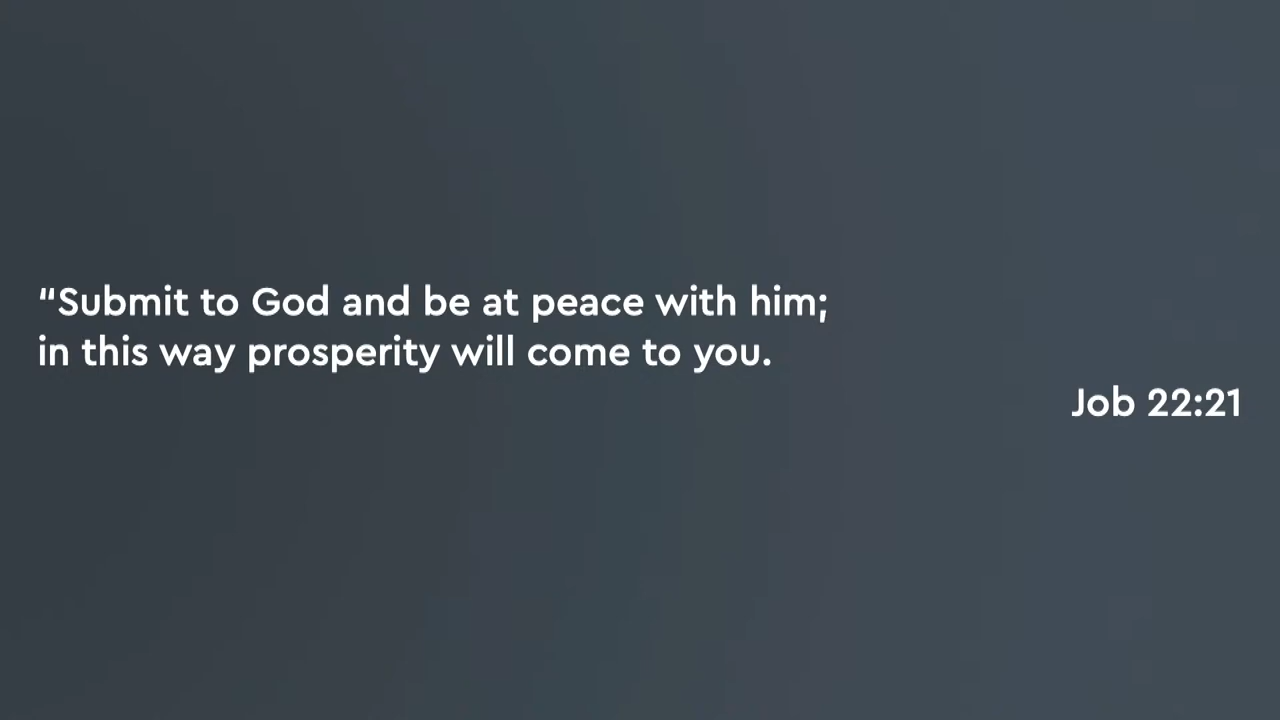 “Submit to God and be at peace with him;
in this way prosperity will come to you.
Job 22:21